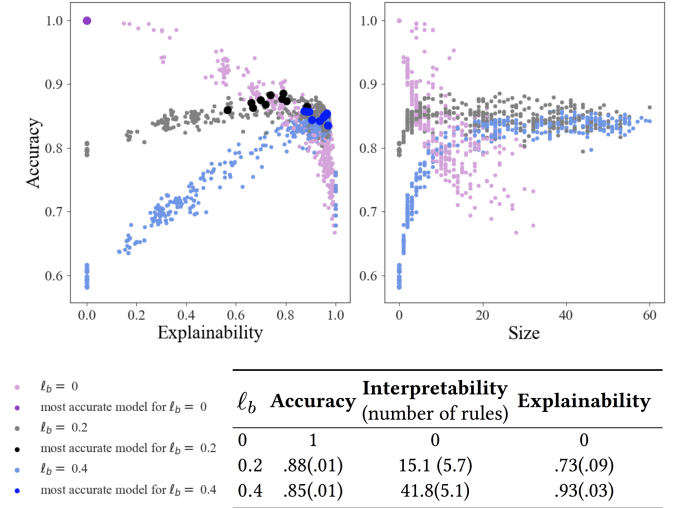 1.0
0.9
0.8
0.7
0.6
Accuracy
0.0 0.2 0.4 0.6 0.8 1.0
Explainability
1.0
0.9
0.8
0.7
0.6
0 20 40 60
Size
ℓb = 0
most accurate model for ℓb = 0
ℓb = 0.2
most accurate model for ℓb = 0.2
ℓb = 0.4
most accurate model for ℓb = 0.4
ℓb Accuracy Interpretability (number of rules) Explainability
0 1 0 0
0.2 .88(.01) 15.1 (5.7) .73(.09)
0.4 .85(.01) 41.8(5.1) .93(.03)